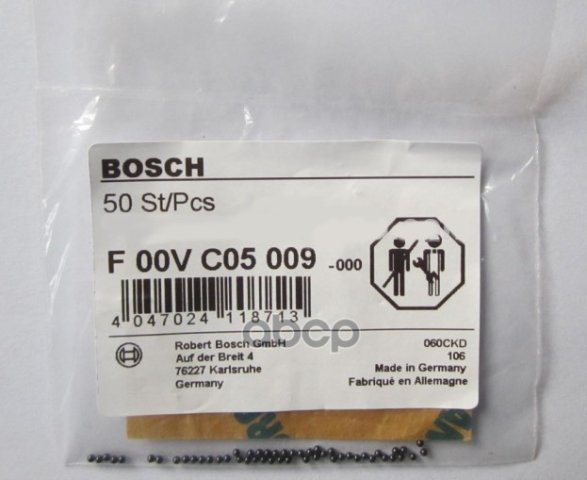 BOSCH
50 St/Pcs
F 00V C05 009 -000
4 047024 118713
abcp
Robert Bosch GmbH
Auf der Breit 4
76227 Karlsruhe
Germany
060CKD
106
Made in Germany
Fabriqué en Allemagne